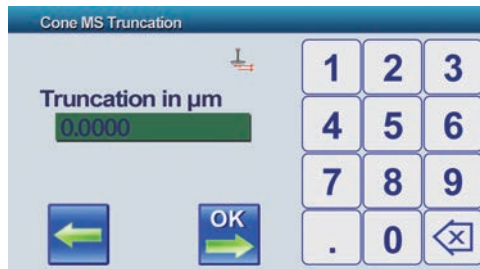 Cone MS Truncation
Truncation in µm
0.0000
OK
1 2 3
4 5 6
7 8 9
. 0